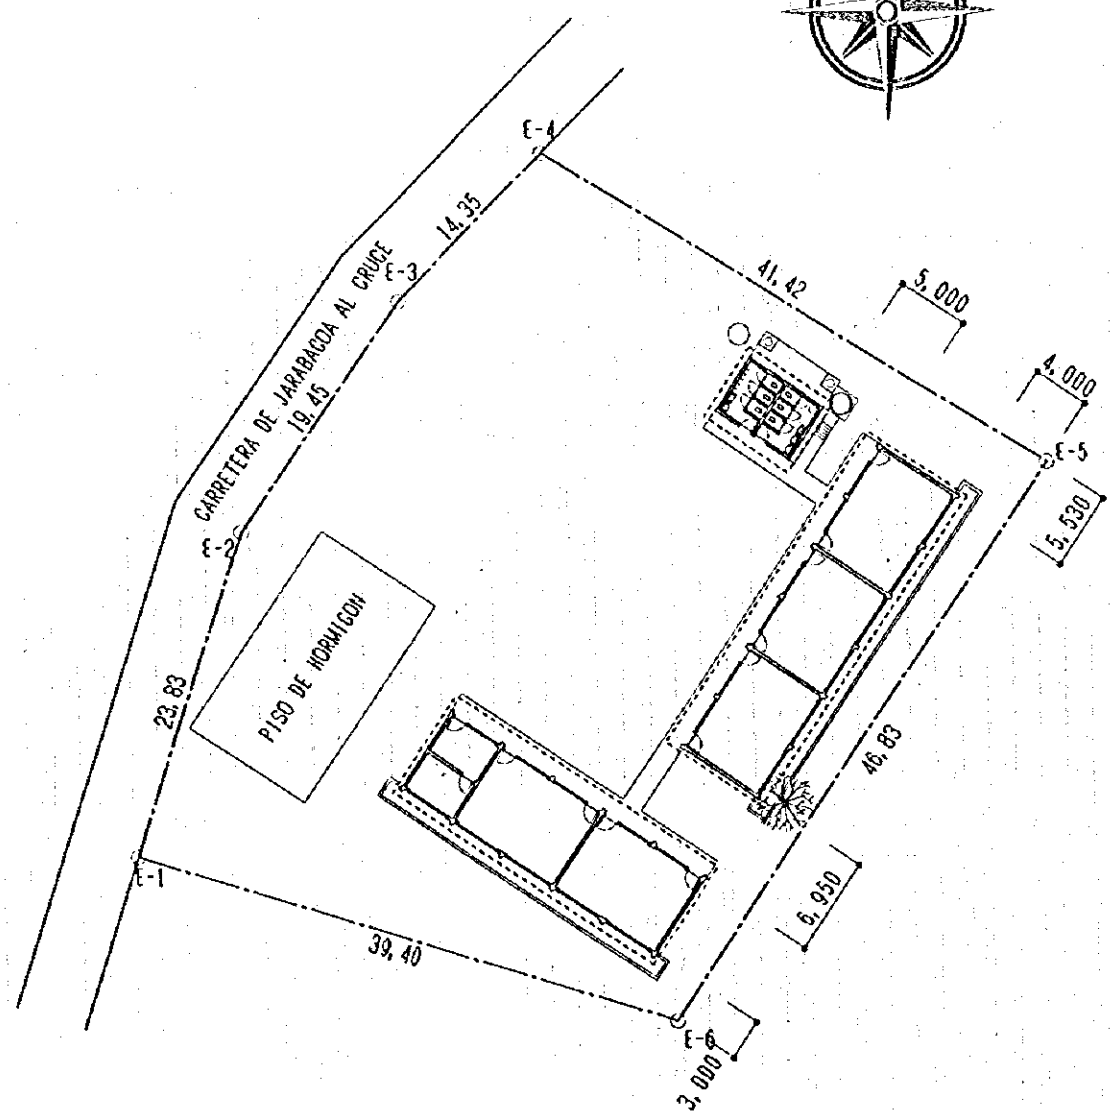 E-4
14,35
CARRETERA DE JARABACOA AL CRUCE
E-3
41,42
5,000
4,000
19,45
E-5
5,530
E-2
PISO DE HORMIGON
23,83
46,83
E-1
6,950
39,40
E-6
3,000